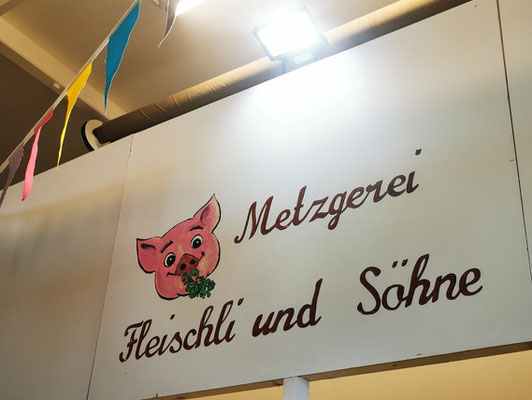 Metzgerei
Fleischli und Söhne